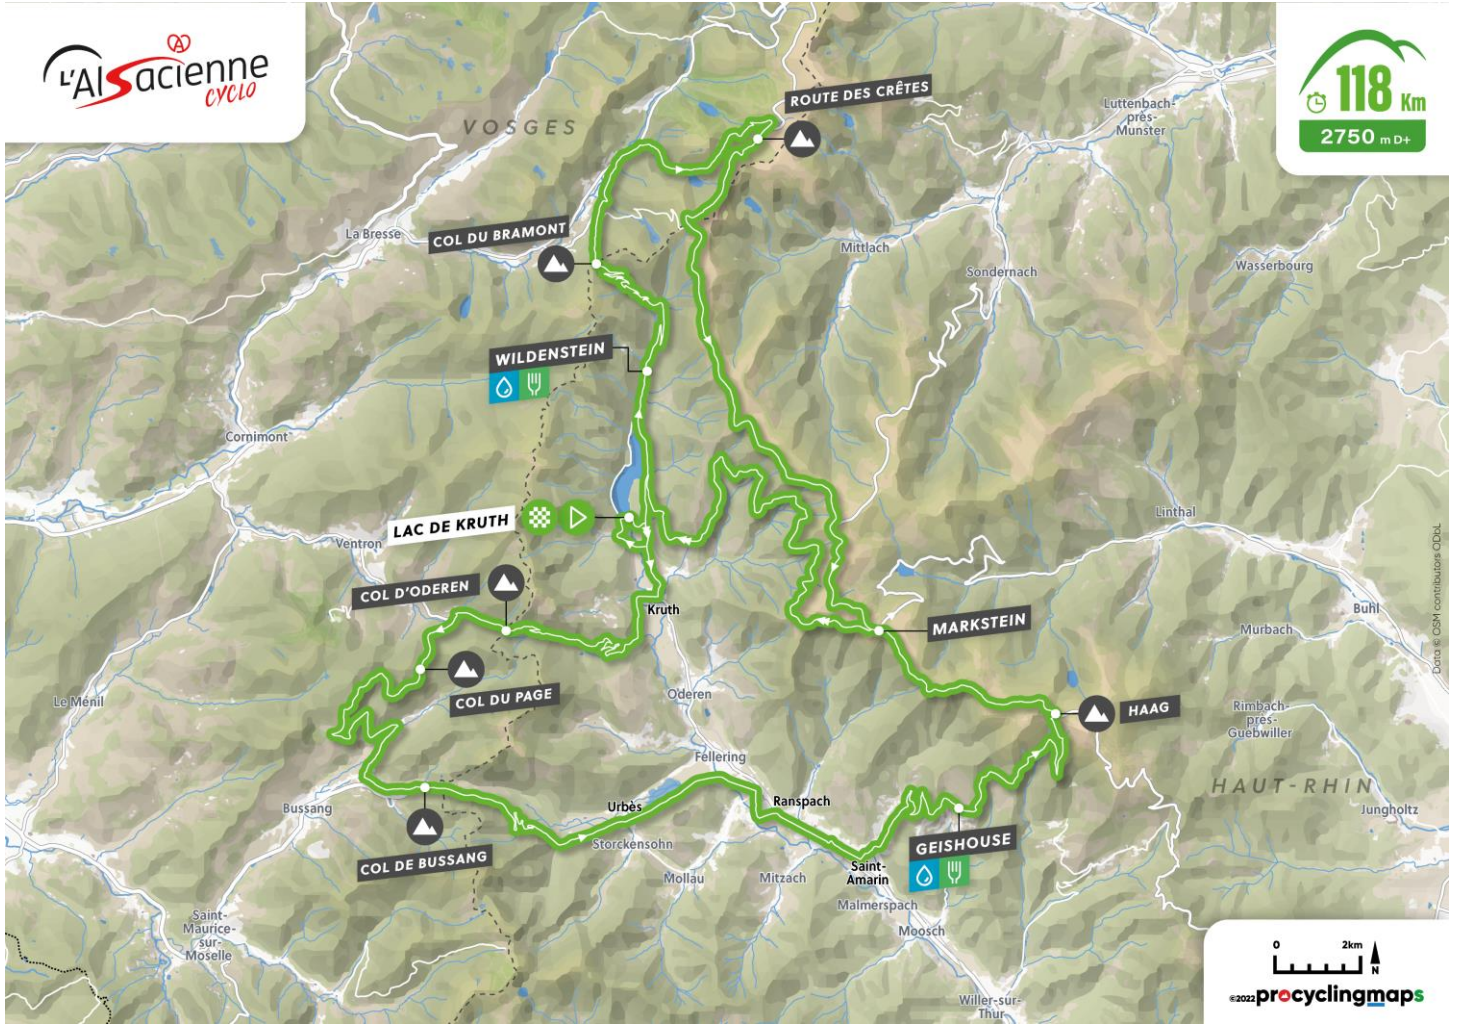 L'Alsacienne
CYCLO
118 Km
2750 m D+
VOSGES
ROUTE DES CRÊTES
Luttenbach-
près-
Munster
La Bresse
COL DU BRAMONT
Mittlach
Sondernach
Wasserbourg
WILDENSTEIN
Cornimont
LAC DE KRUTH
Linthal
Ventron
COL D'ODEREN
Kruth
MARKSTEIN
Buhl
Murbach
Le Ménil
COL DU PAGE
Oderen
HAAG
Rimbach-
près-
Guebwiller
Fellering
HAUT-RHIN
Bussang
Urbès
Ranspach
Jungholtz
Storckensohn
GEISHOUSE
COL DE BUSSANG
Mollau
Mitzach
Saint-
Amarin
Malmerspach
Saint-
Maurice-
sur-
Moselle
Moosch
Willer-sur-
Thur
0 2km
N
©2022 procyclingmaps
Data © OSM contributors ODbL